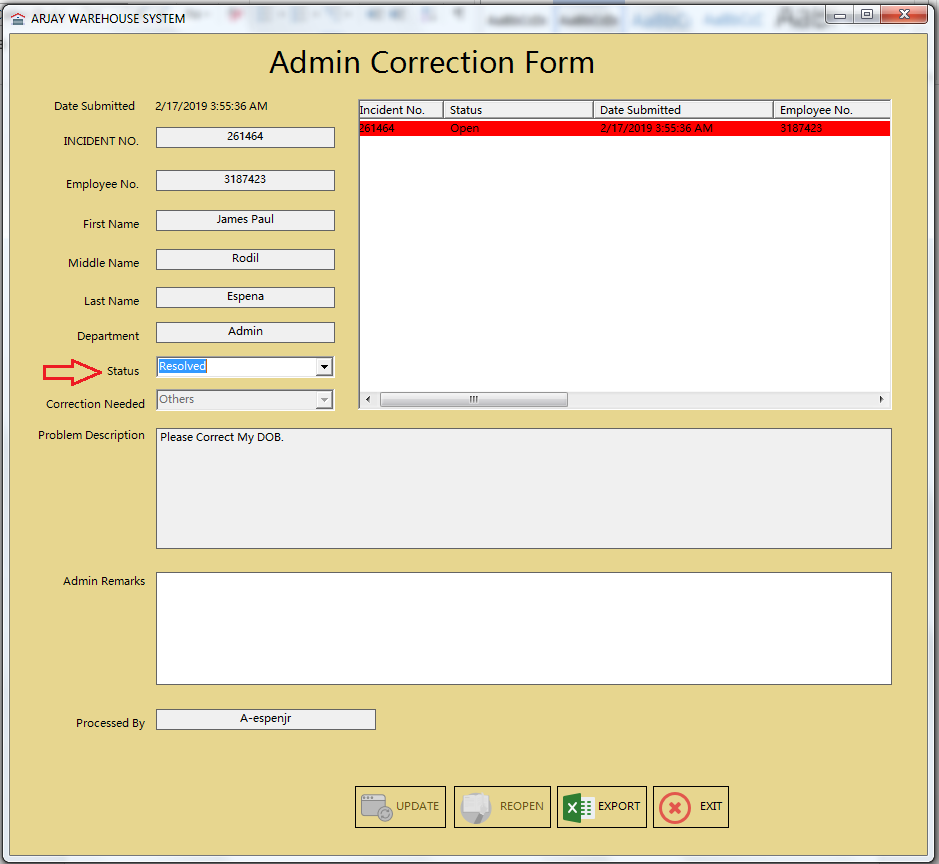 ARJAY WAREHOUSE SYSTEM
Admin Correction Form
Date Submitted 2/17/2019 3:55:36 AM
INCIDENT NO. 261464
Employee No. 3187423
First Name James Paul
Middle Name Rodil
Last Name Espena
Department Admin
Status Resolved
Correction Needed Others
Incident No. Status Date Submitted Employee No.
261464 Open 2/17/2019 3:55:36 AM 3187423
Problem Description Please Correct My DOB.
Admin Remarks
Processed By A-espenjr
UPDATE REOPEN EXPORT EXIT